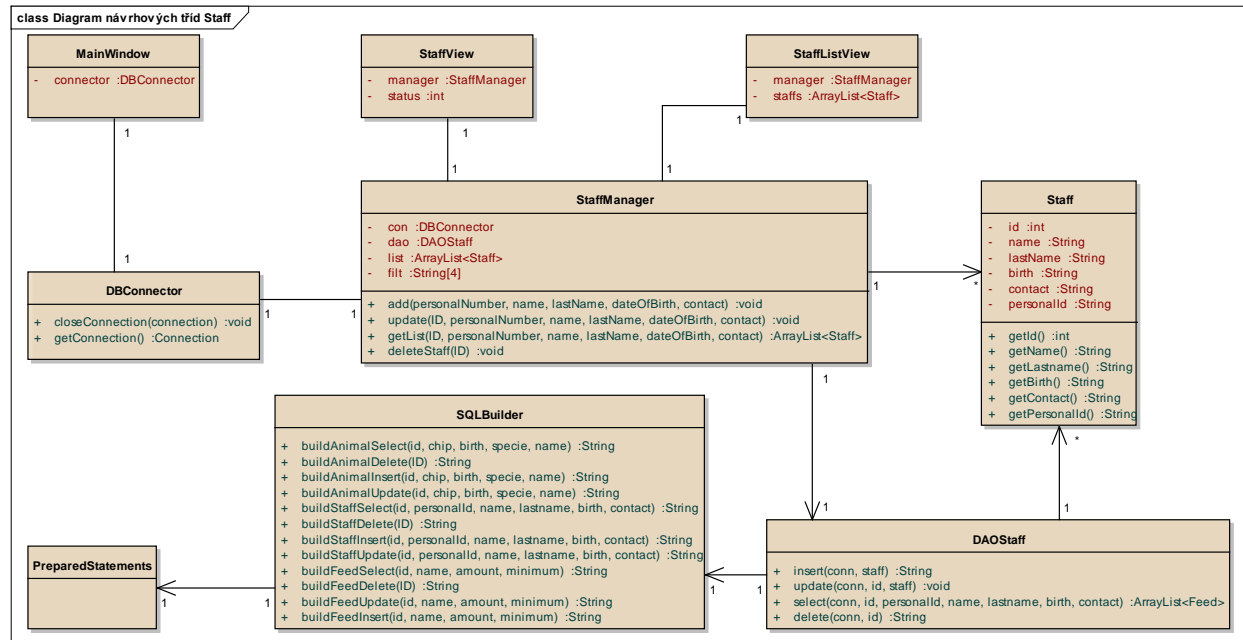 class Diagram návrhových tříd Staff
MainWindow
- connector :DBConnector
StaffView
- manager :StaffManager
- status :int
StaffListView
- manager :StaffManager
- staffs :ArrayList<Staff>
1
1
1
1
1
1
StaffManager
- con :DBConnector
- dao :DAOStaff
- list :ArrayList<Staff>
- filt :String[4]
+ add(personalNumber, name, lastName, dateOfBirth, contact) :void
+ update(ID, personalNumber, name, lastName, dateOfBirth, contact) :void
+ getList(ID, personalNumber, name, lastName, dateOfBirth, contact) :ArrayList<Staff>
+ deleteStaff(ID) :void
Staff
- id :int
- name :String
- lastName :String
- birth :String
- contact :String
- personalId :String
+ getId() :int
+ getName() :String
+ getLastname() :String
+ getBirth() :String
+ getContact() :String
+ getPersonalId() :String
1
*
DBConnector
+ closeConnection(connection) :void
+ getConnection() :Connection
1
1
1
1
*
1
SQLBuilder
+ buildAnimalSelect(id, chip, birth, specie, name) :String
+ buildAnimalDelete(ID) :String
+ buildAnimalInsert(id, chip, birth, specie, name) :String
+ buildAnimalUpdate(id, chip, birth, specie, name) :String
+ buildStaffSelect(id, personalId, name, lastname, birth, contact) :String
+ buildStaffDelete(ID) :String
+ buildStaffInsert(id, personalId, name, lastname, birth, contact) :String
+ buildStaffUpdate(id, personalId, name, lastname, birth, contact) :String
+ buildFeedSelect(id, name, amount, minimum) :String
+ buildFeedDelete(ID) :String
+ buildFeedUpdate(id, name, amount, minimum) :String
+ buildFeedInsert(id, name, amount, minimum) :String
PreparedStatements
1
1
DAOStaff
+ insert(conn, staff) :String
+ update(conn, id, staff) :void
+ select(conn, id, personalId, name, lastname, birth, contact) :ArrayList<Feed>
+ delete(conn, id) :String
1
1